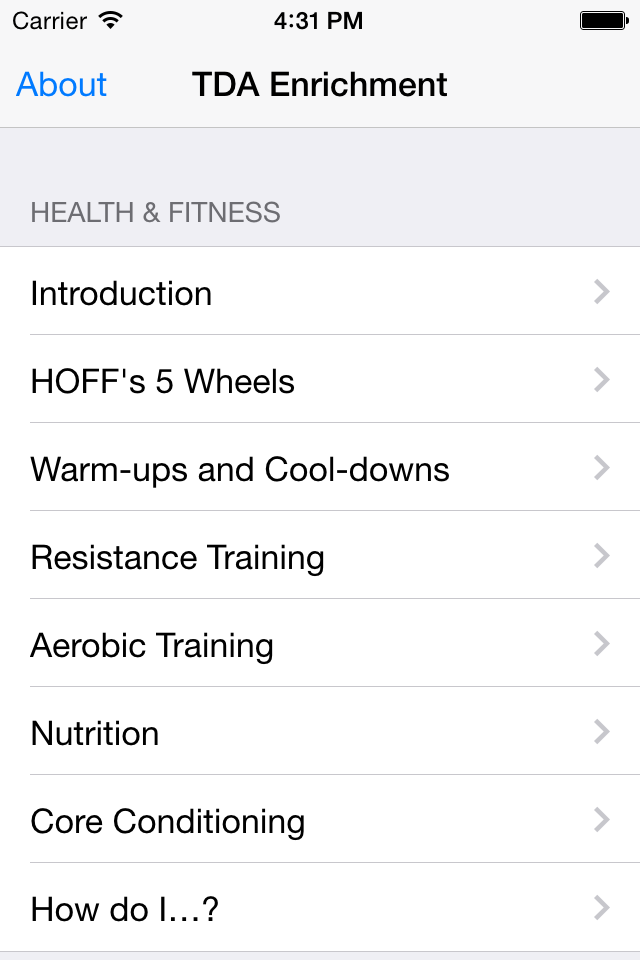 Carrier 4:31 PM
About TDA Enrichment
HEALTH & FITNESS
Introduction
HOFF's 5 Wheels
Warm-ups and Cool-downs
Resistance Training
Aerobic Training
Nutrition
Core Conditioning
How do I...?